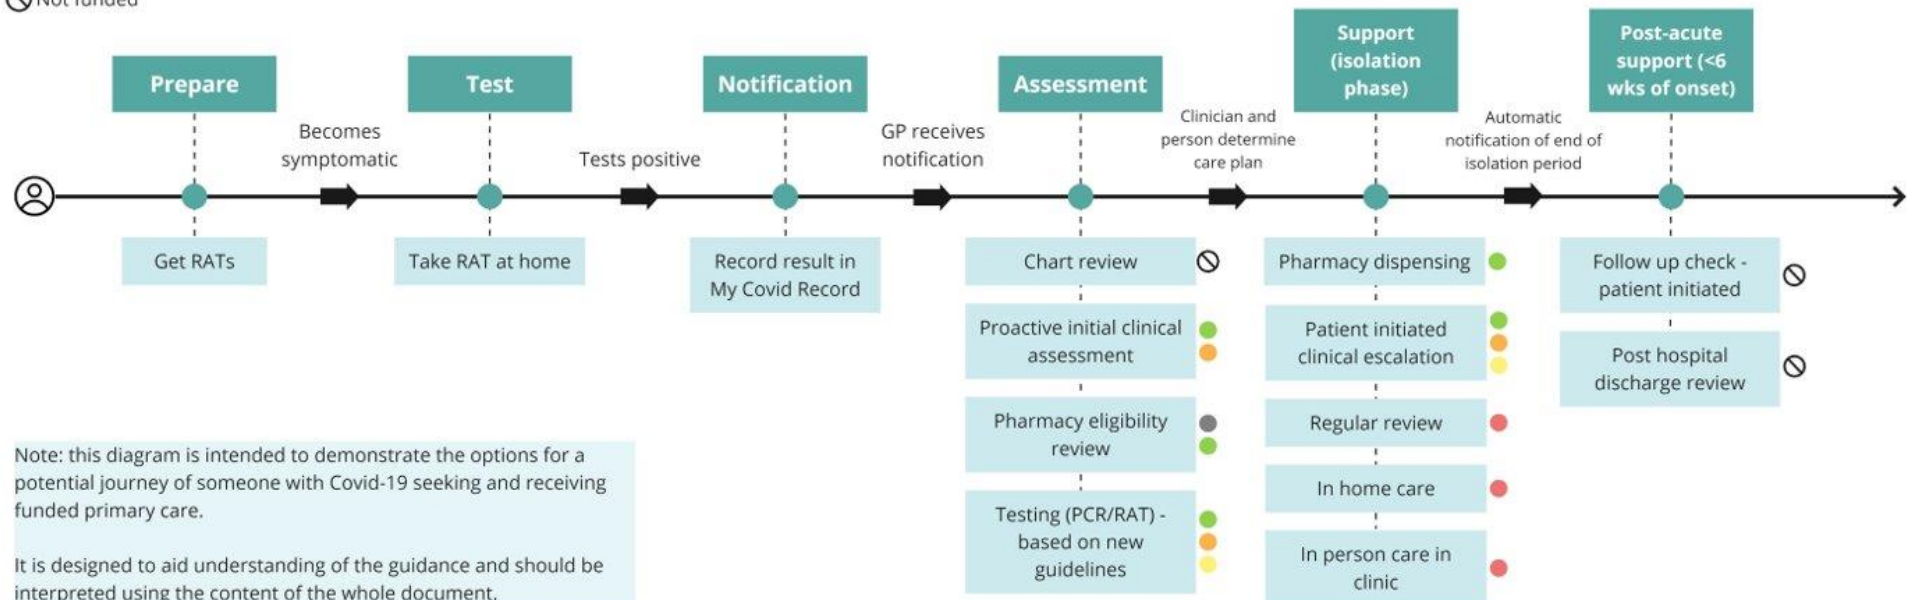 Not funded
Prepare
Test
Notification
Assessment
Support
(isolation
phase)
Post-acute
support (<6
wks of onset)
Becomes
symptomatic
Tests positive
GP receives
notification
Clinician and
person determine
care plan
Automatic
notification of end of
isolation period
Get RATs
Take RAT at home
Record result in
My Covid Record
Chart review
Proactive initial clinical
assessment
Pharmacy eligibility
review
Testing (PCR/RAT) -
based on new
guidelines
Pharmacy dispensing
Patient initiated
clinical escalation
Regular review
In home care
In person care in
clinic
Follow up check -
patient initiated
Post hospital
discharge review
Note: this diagram is intended to demonstrate the options for a
potential journey of someone with Covid-19 seeking and receiving
funded primary care.
It is designed to aid understanding of the guidance and should be
interpreted using the content of the whole document.